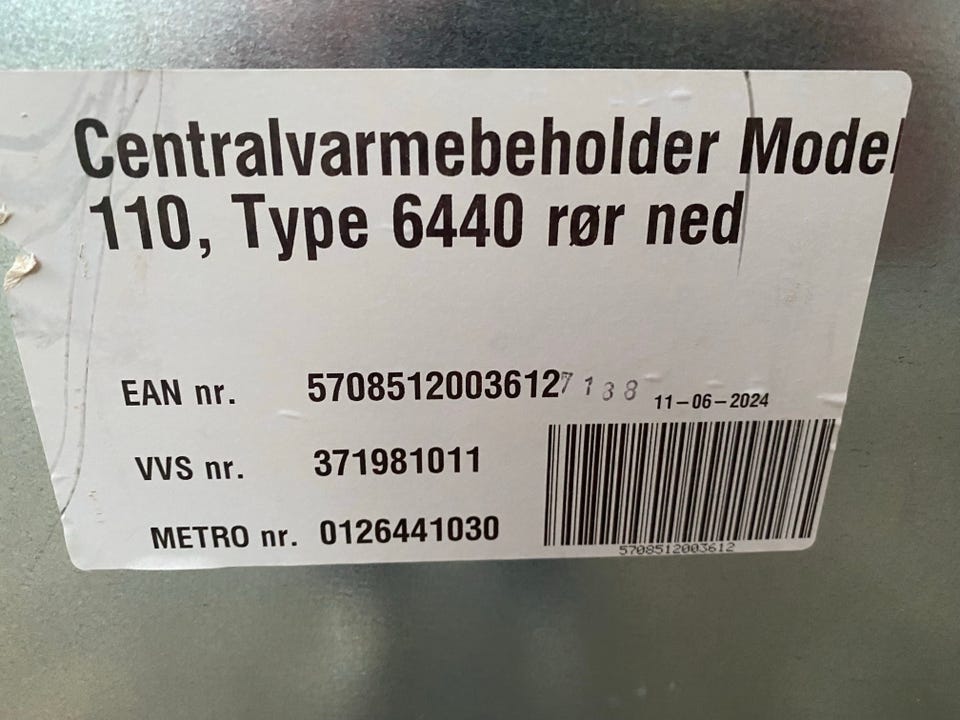 Centralvarmebeholder Model
110, Type 6440 rør ned
EAN nr. 5708512003612 7138 11-06-2024
VVS nr. 371981011
METRO nr. 0126441030
5708512003612